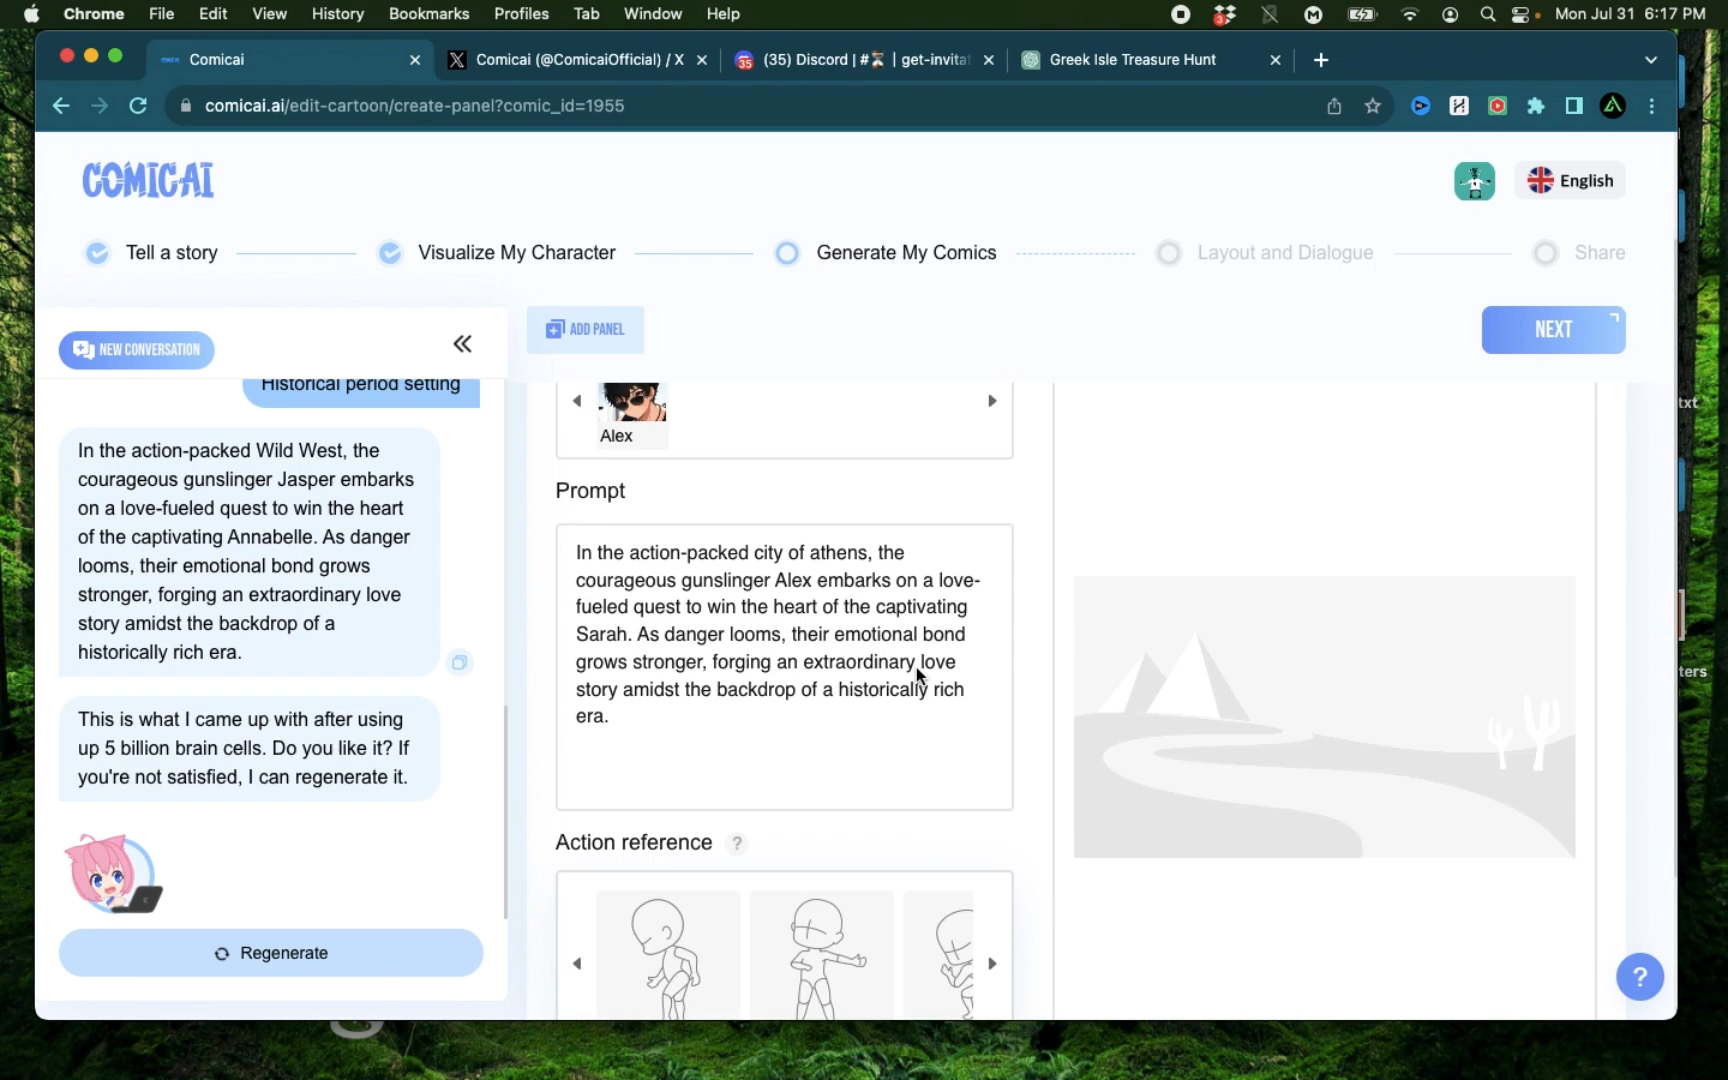 Chrome File Edit View History Bookmarks Profiles Tab Window Help
3 M Mon Jul 31 6:17 PM
Comicai
Comicai (@ComicaiOfficial) / X
35 (35) Discord | #⏳ | get-invitat
Greek Isle Treasure Hunt
comicai.ai/edit-cartoon/create-panel?comic_id=1955
COMICAI
English
Tell a story
Visualize My Character
Generate My Comics
Layout and Dialogue
Share
NEW CONVERSATION
ADD PANEL
NEXT
Historical period setting
In the action-packed Wild West, the
courageous gunslinger Jasper embarks
on a love-fueled quest to win the heart
of the captivating Annabelle. As danger
looms, their emotional bond grows
stronger, forging an extraordinary love
story amidst the backdrop of a
historically rich era.
This is what I came up with after using
up 5 billion brain cells. Do you like it? If
you're not satisfied, I can regenerate it.
Regenerate
Alex
Prompt
In the action-packed city of athens, the
courageous gunslinger Alex embarks on a love-
fueled quest to win the heart of the captivating
Sarah. As danger looms, their emotional bond
grows stronger, forging an extraordinary love
story amidst the backdrop of a historically rich
era.
Action reference ?
?
txt
ters